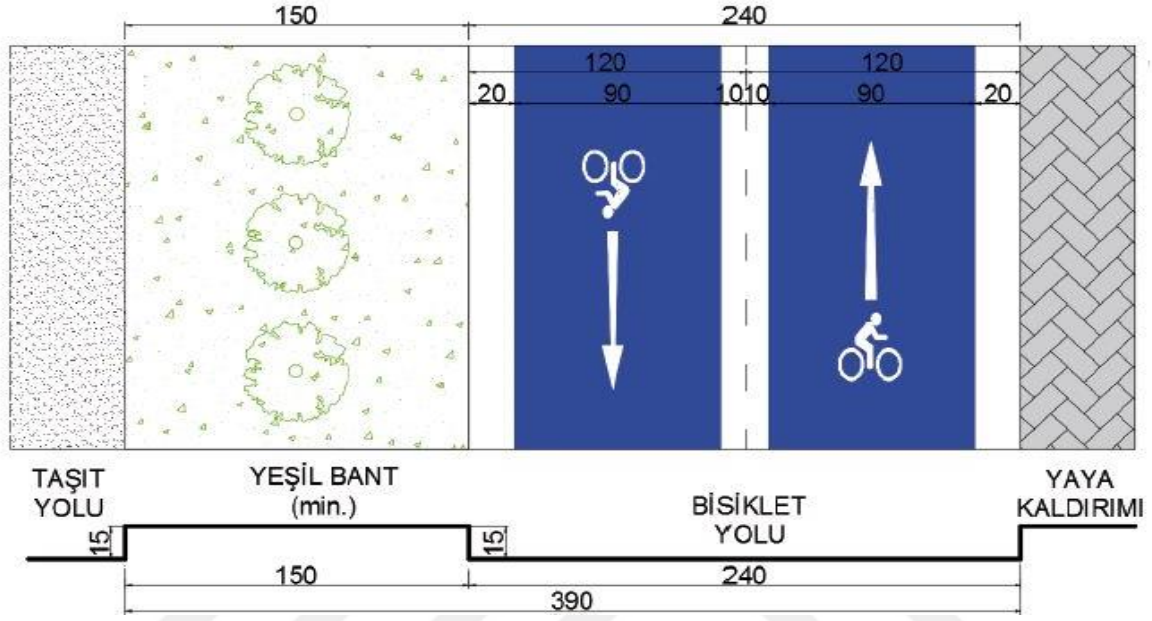 150 240
120 120
20 90 1010 90 20
TAŞIT
YOLU
YEŞİL BANT
(min.)
BİSİKLET
YOLU
YAYA
KALDIRIMI
15 15
150 240
390